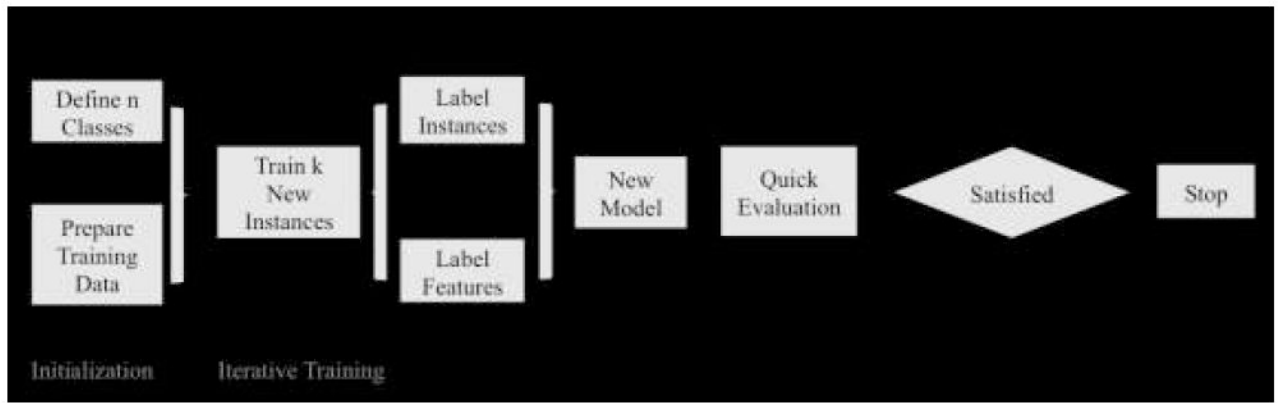 Define n
Classes
Prepare
Training
Data
Train k
New
Instances
Label
Instances
Label
Features
New
Model
Quick
Evaluation
Satisfied
Stop
Initialization
Iterative Training